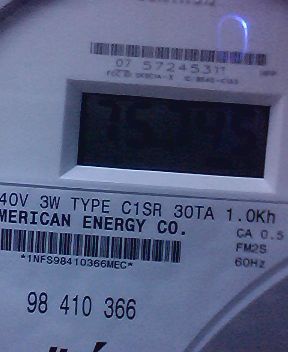 07 57245311
40V 3W TYPE C1SR 30TA 1.0Kh
MERICAN ENERGY CO.
CA 0.5
FM2S
60Hz
*1NFS98410366MEC*
98 410 366